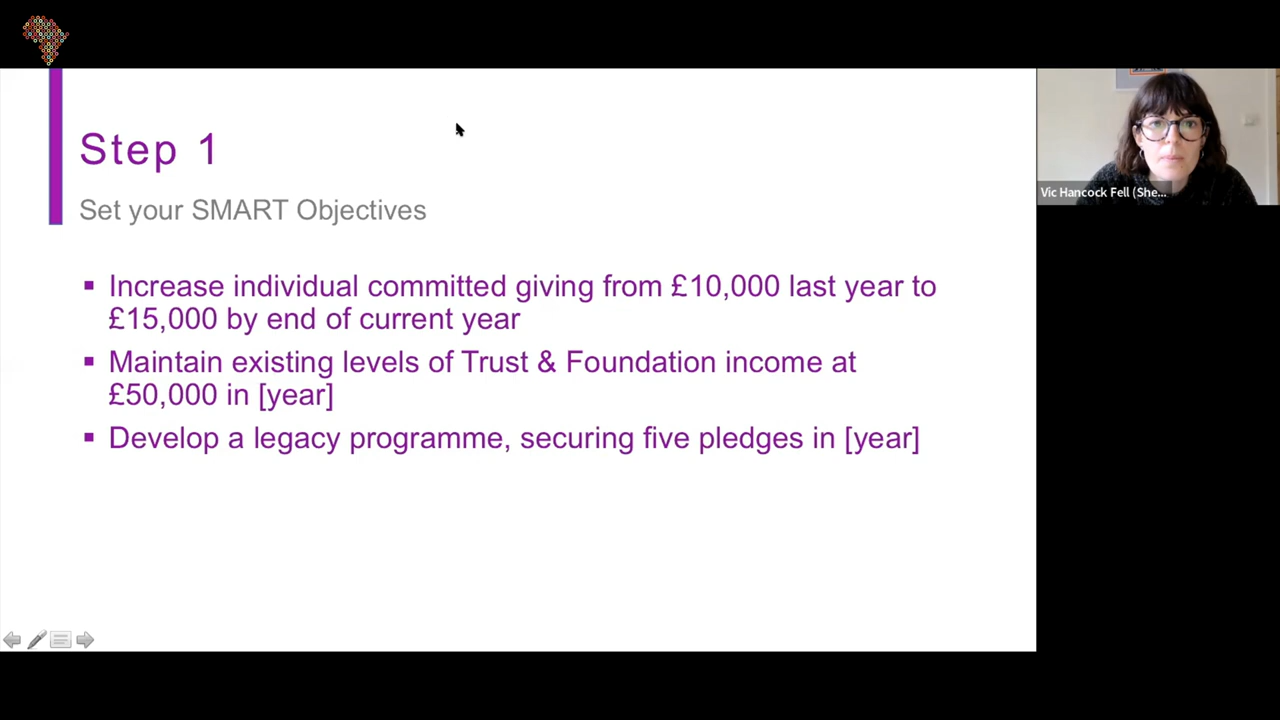 Step 1
Set your SMART Objectives
▪ Increase individual committed giving from £10,000 last year to
£15,000 by end of current year
▪ Maintain existing levels of Trust & Foundation income at
£50,000 in [year]
▪ Develop a legacy programme, securing five pledges in [year]
Vic Hancock Fell (She...